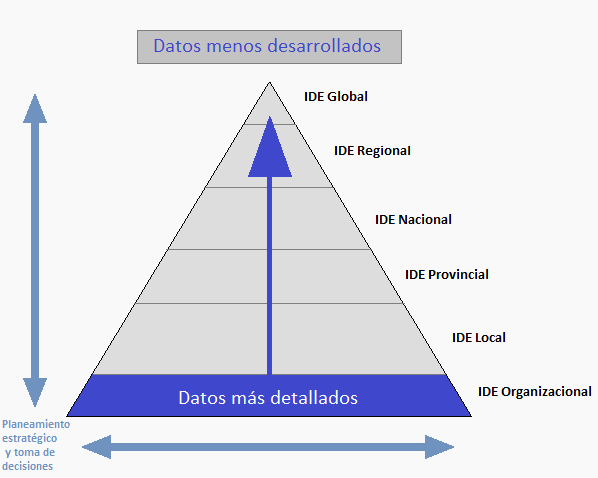 Datos menos desarrollados
IDE Global
IDE Regional
IDE Nacional
IDE Provincial
IDE Local
IDE Organizacional
Datos más detallados
Planeamiento
estratégico
y toma de
decisiones